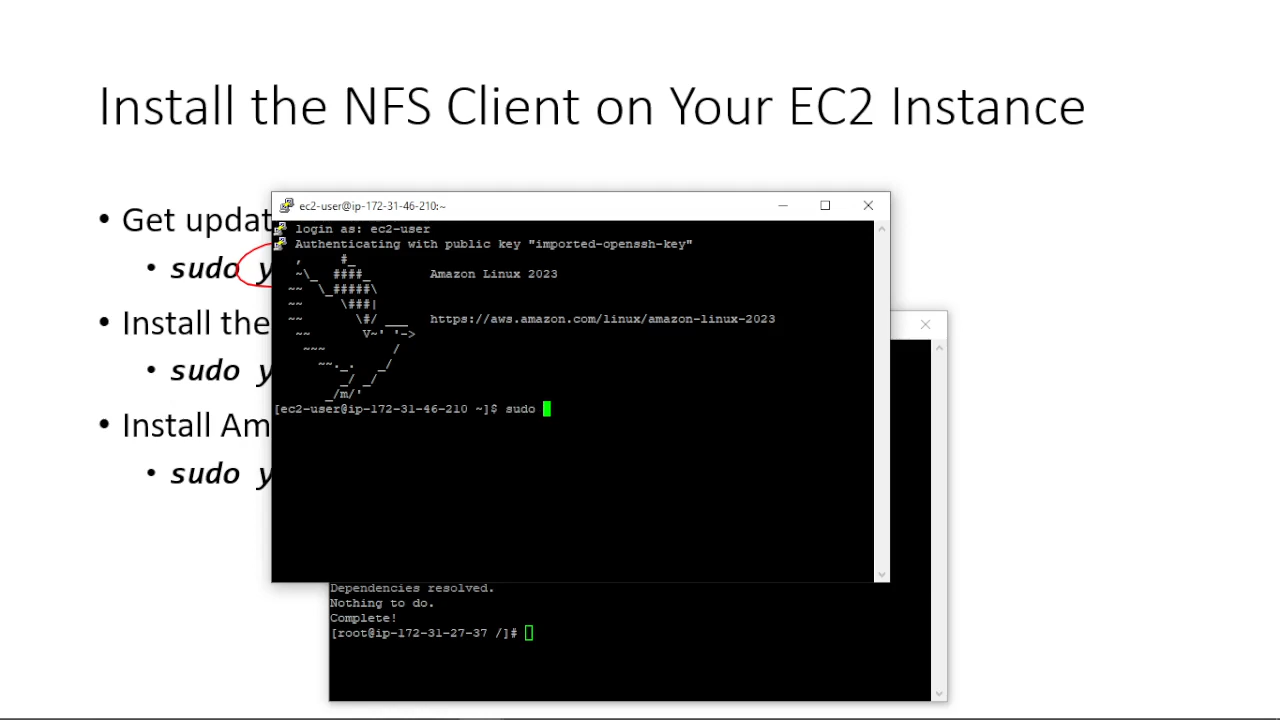 Install the NFS Client on Your EC2 Instance
• Get updat
• sudo y
• Install the
• sudo y
• Install Am
• sudo y
ec2-user@ip-172-31-46-210:~
login as: ec2-user
Authenticating with public key "imported-openssh-key"
   ,     #_
   ~\_  ####_        Amazon Linux 2023
  ~~  \_#####\
  ~~     \###|
  ~~       \#/ ___   https://aws.amazon.com/linux/amazon-linux-2023
   ~~       V~' '->
    ~~~         /
      ~~._.   _/
         _/ _/
       _/m/'
[ec2-user@ip-172-31-46-210 ~]$ sudo
Dependencies resolved.
Nothing to do.
Complete!
[root@ip-172-31-27-37 /]#